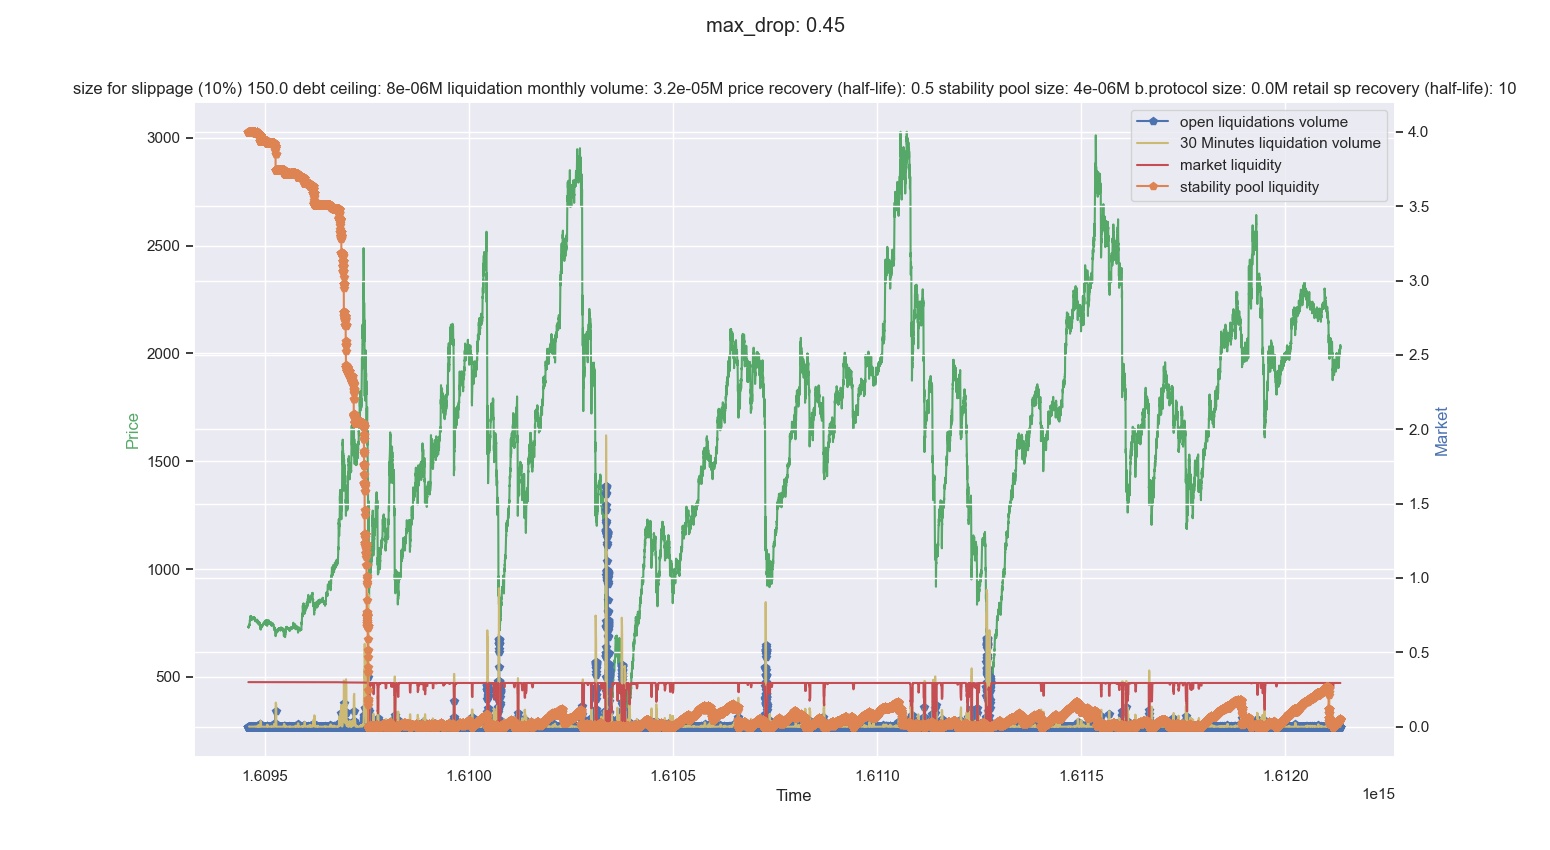 max_drop: 0.45
size for slippage (10%) 150.0 debt ceiling: 8e-06M liquidation monthly volume: 3.2e-05M price recovery (half-life): 0.5 stability pool size: 4e-06M b.protocol size: 0.0M retail sp recovery (half-life): 10
open liquidations volume
30 Minutes liquidation volume
market liquidity
stability pool liquidity
3000
2500
2000
1500
1000
500
Price
4.0
3.5
3.0
2.5
2.0
1.5
1.0
0.5
0.0
Market
1.6095 1.6100 1.6105 1.6110 1.6115 1.6120
Time
1e15